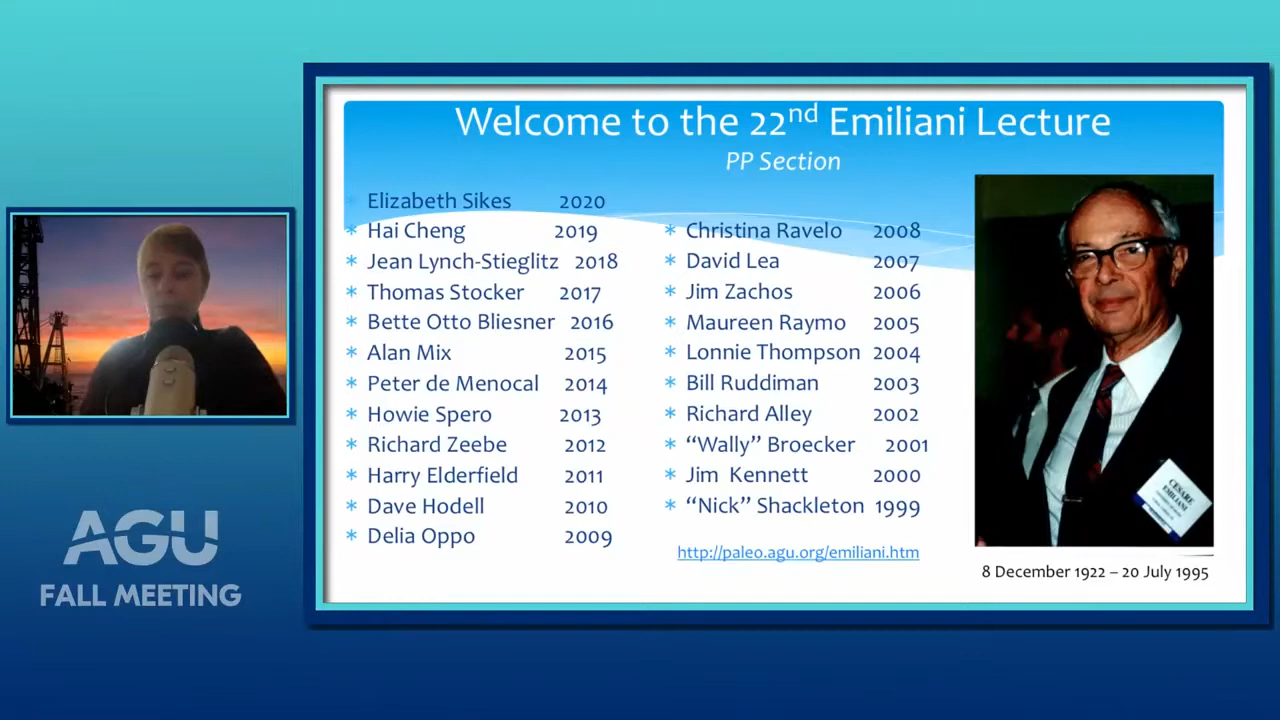 Welcome to the 22nd Emiliani Lecture
PP Section
Elizabeth Sikes 2020
* Hai Cheng 2019
* Jean Lynch-Stieglitz 2018
* Thomas Stocker 2017
* Bette Otto Bliesner 2016
* Alan Mix 2015
* Peter de Menocal 2014
* Howie Spero 2013
* Richard Zeebe 2012
* Harry Elderfield 2011
* Dave Hodell 2010
* Delia Oppo 2009
* Christina Ravelo 2008
* David Lea 2007
* Jim Zachos 2006
* Maureen Raymo 2005
* Lonnie Thompson 2004
* Bill Ruddiman 2003
* Richard Alley 2002
* “Wally” Broecker 2001
* Jim Kennett 2000
* “Nick” Shackleton 1999
http://paleo.agu.org/emiliani.htm
CESARE
EMILIANI
8 December 1922 – 20 July 1995
AGU
FALL MEETING